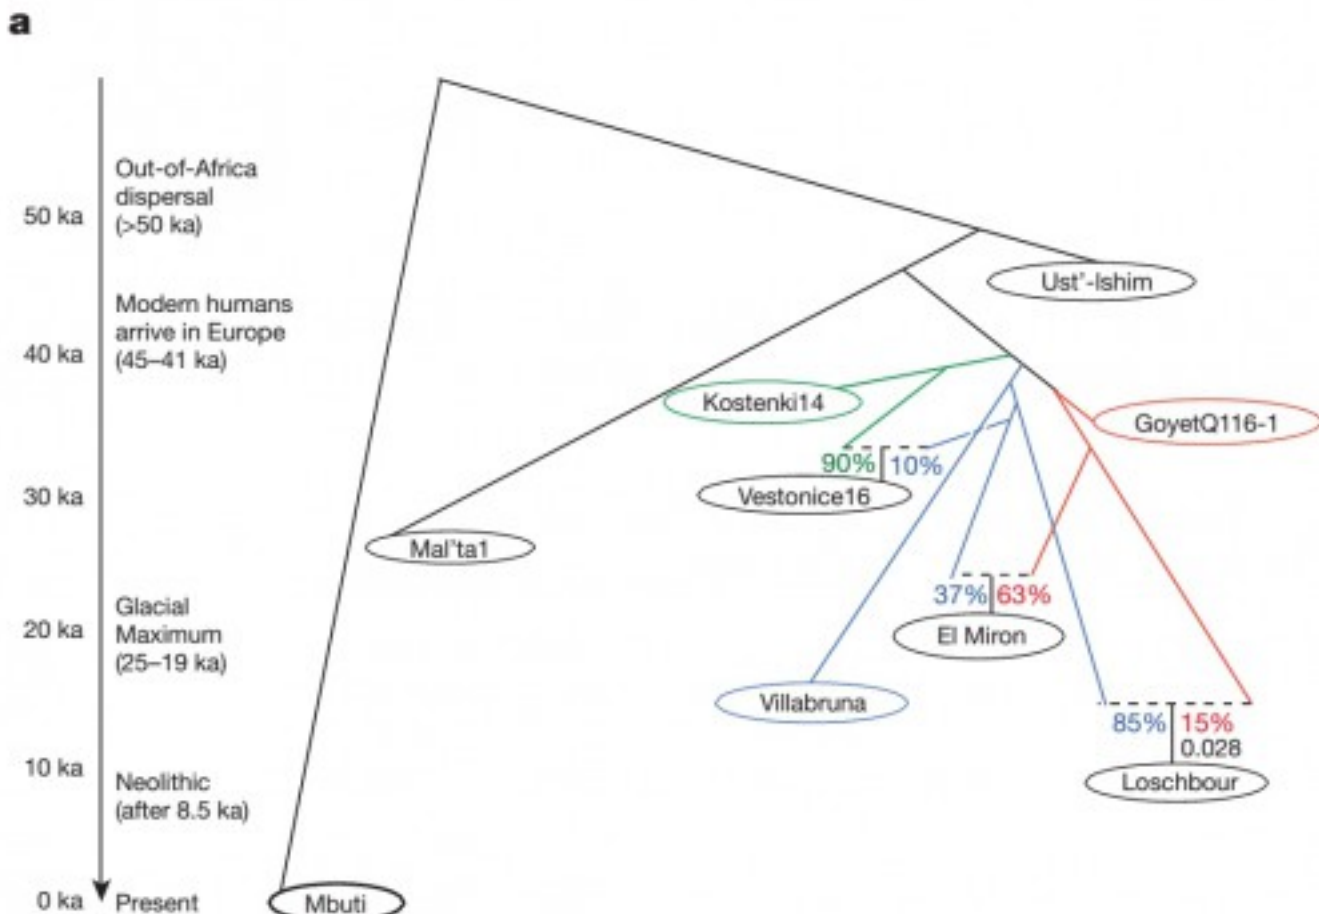 a
Out-of-Africa
dispersal
(>50 ka)
50 ka
Ust'-Ishim
Modern humans
arrive in Europe
(45–41 ka)
40 ka
Kostenki14
GoyetQ116-1
90% 10%
Vestonice16
30 ka
Mal'ta1
37% 63%
El Miron
Glacial
Maximum
(25–19 ka)
20 ka
Villabruna
85% 15%
0.028
Loschbour
10 ka
Neolithic
(after 8.5 ka)
0 ka
Present
Mbuti